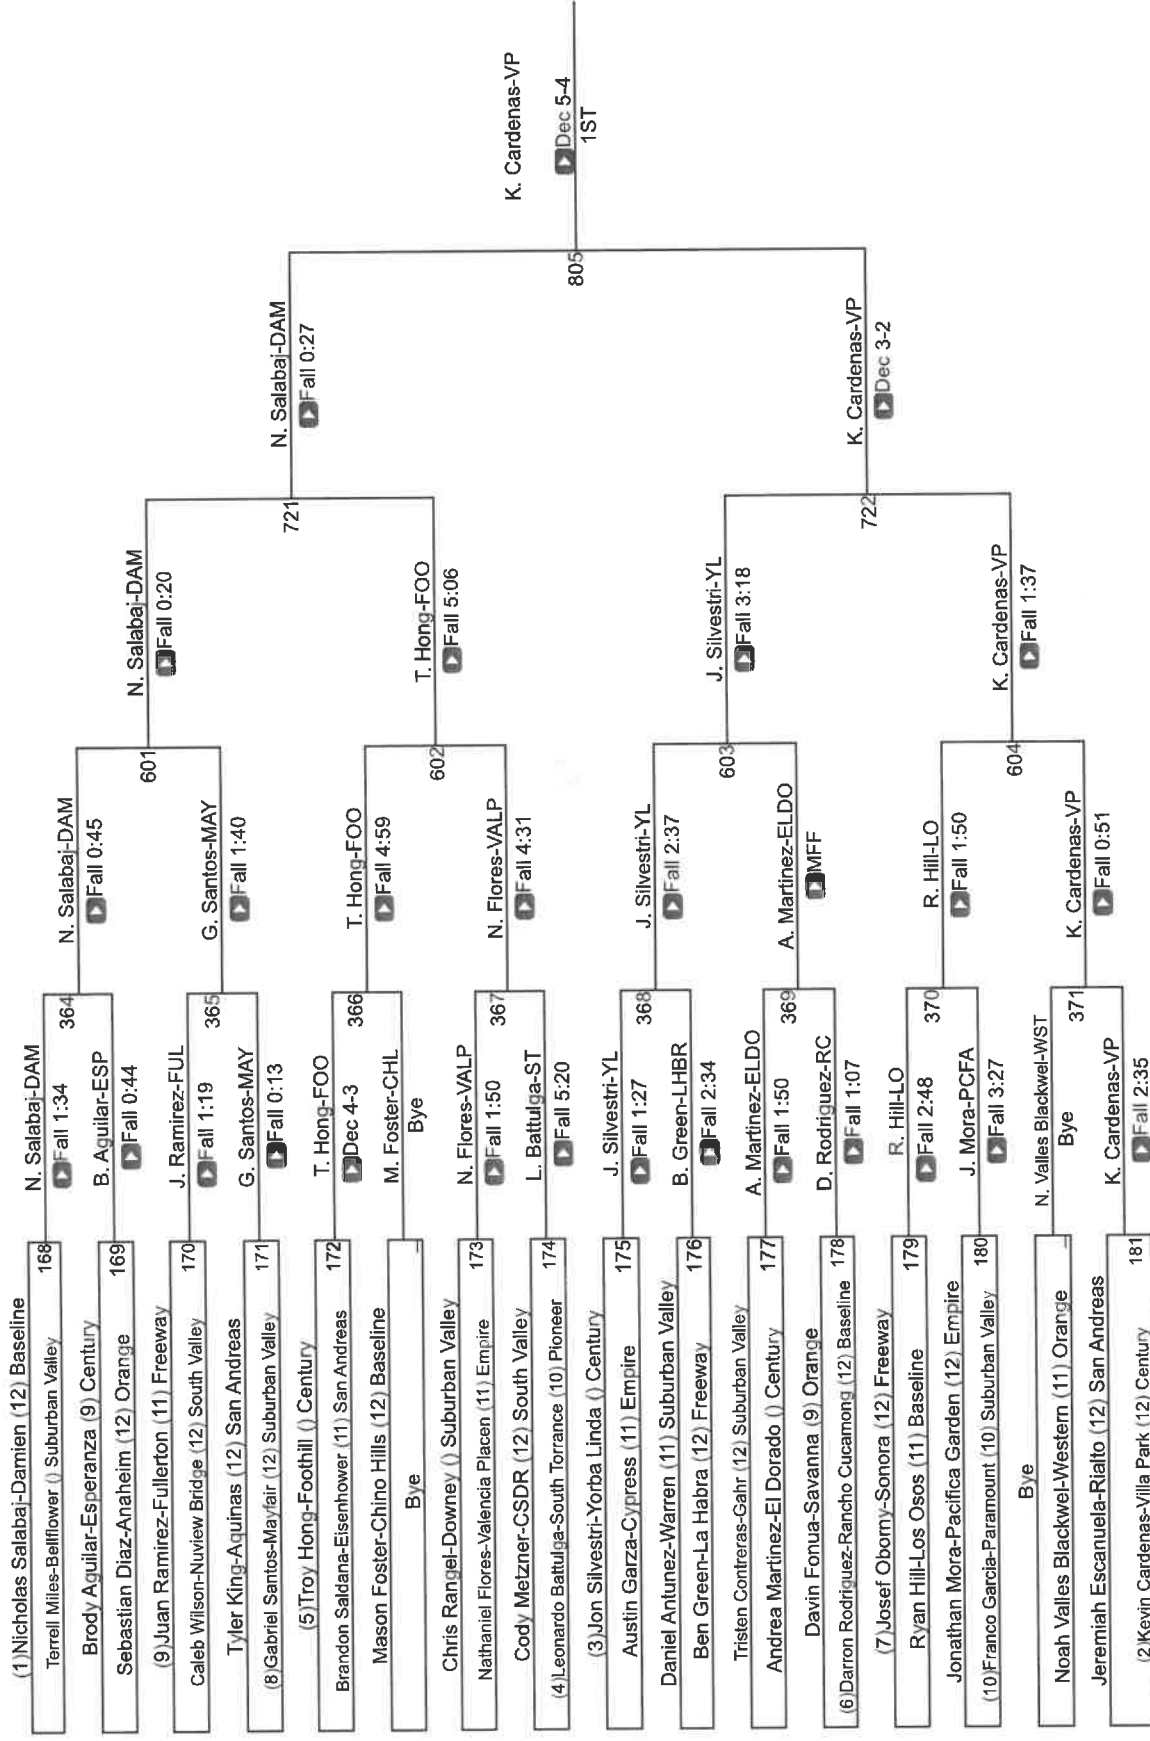 (1)Nicholas Salabaj-Damien (12) Baseline
168
Terrell Miles-Bellflower () Suburban Valley
N. Salabaj-DAM
Fall 1:34
364
Brody Aguilar-Esperanza (9) Century
169
Sebastian Diaz-Anaheim (12) Orange
B. Aguilar-ESP
Fall 0:44
N. Salabaj-DAM
Fall 0:45
601
(9)Juan Ramirez-Fullerton (11) Freeway
170
Caleb Wilson-Nuview Bridge (12) South Valley
J. Ramirez-FUL
Fall 1:19
365
Tyler King-Aquinas (12) San Andreas
171
(8)Gabriel Santos-Mayfair (12) Suburban Valley
G. Santos-MAY
Fall 0:13
G. Santos-MAY
Fall 1:40
N. Salabaj-DAM
Fall 0:20
721
(5)Troy Hong-Foothill () Century
172
Brandon Saldana-Eisenhower (11) San Andreas
T. Hong-FOO
Dec 4-3
366
Mason Foster-Chino Hills (12) Baseline
Bye
M. Foster-CHL
Bye
T. Hong-FOO
Fall 4:59
602
Chris Rangel-Downey () Suburban Valley
173
Nathaniel Flores-Valencia Placen (11) Empire
N. Flores-VALP
Fall 1:50
367
Cody Metzner-CSDR (12) South Valley
174
(4)Leonardo Battulga-South Torrance (10) Pioneer
L. Battulga-ST
Fall 5:20
N. Flores-VALP
Fall 4:31
T. Hong-FOO
Fall 5:06
N. Salabaj-DAM
Fall 0:27
805
(3)Jon Silvestri-Yorba Linda () Century
175
Austin Garza-Cypress (11) Empire
J. Silvestri-YL
Fall 1:27
368
Daniel Antunez-Warren (11) Suburban Valley
176
Ben Green-La Habra (12) Freeway
B. Green-LHBR
Fall 2:34
J. Silvestri-YL
Fall 2:37
603
Tristen Contreras-Gahr (12) Suburban Valley
177
Andrea Martinez-El Dorado () Century
A. Martinez-ELDO
Fall 1:50
369
Davin Fonua-Savanna (9) Orange
178
(6)Darron Rodriguez-Rancho Cucamong (12) Baseline
D. Rodriguez-RC
Fall 1:07
A. Martinez-ELDO
MFF
J. Silvestri-YL
Fall 3:18
722
(7)Josef Oborny-Sonora (12) Freeway
179
Ryan Hill-Los Osos (11) Baseline
R. Hill-LO
Fall 2:48
370
Jonathan Mora-Pacifica Garden (12) Empire
180
(10)Franco Garcia-Paramount (10) Suburban Valley
J. Mora-PCFA
Fall 3:27
R. Hill-LO
Fall 1:50
604
Bye
Noah Valles Blackwel-Western (11) Orange
N. Valles Blackwel-WST
Bye
371
Jeremiah Escanuela-Rialto (12) San Andreas
181
(2)Kevin Cardenas-Villa Park (12) Century
K. Cardenas-VP
Fall 2:35
K. Cardenas-VP
Fall 0:51
K. Cardenas-VP
Fall 1:37
K. Cardenas-VP
Dec 3-2
K. Cardenas-VP
Dec 5-4
1ST